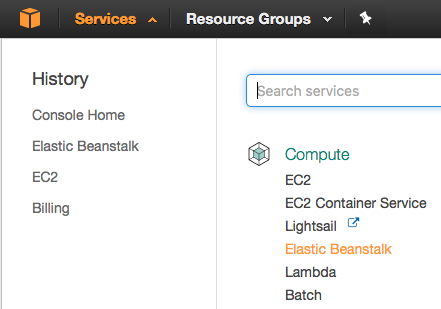 Services Resource Groups
History
Console Home
Elastic Beanstalk
EC2
Billing
Search services
Compute
EC2
EC2 Container Service
Lightsail
Elastic Beanstalk
Lambda
Batch